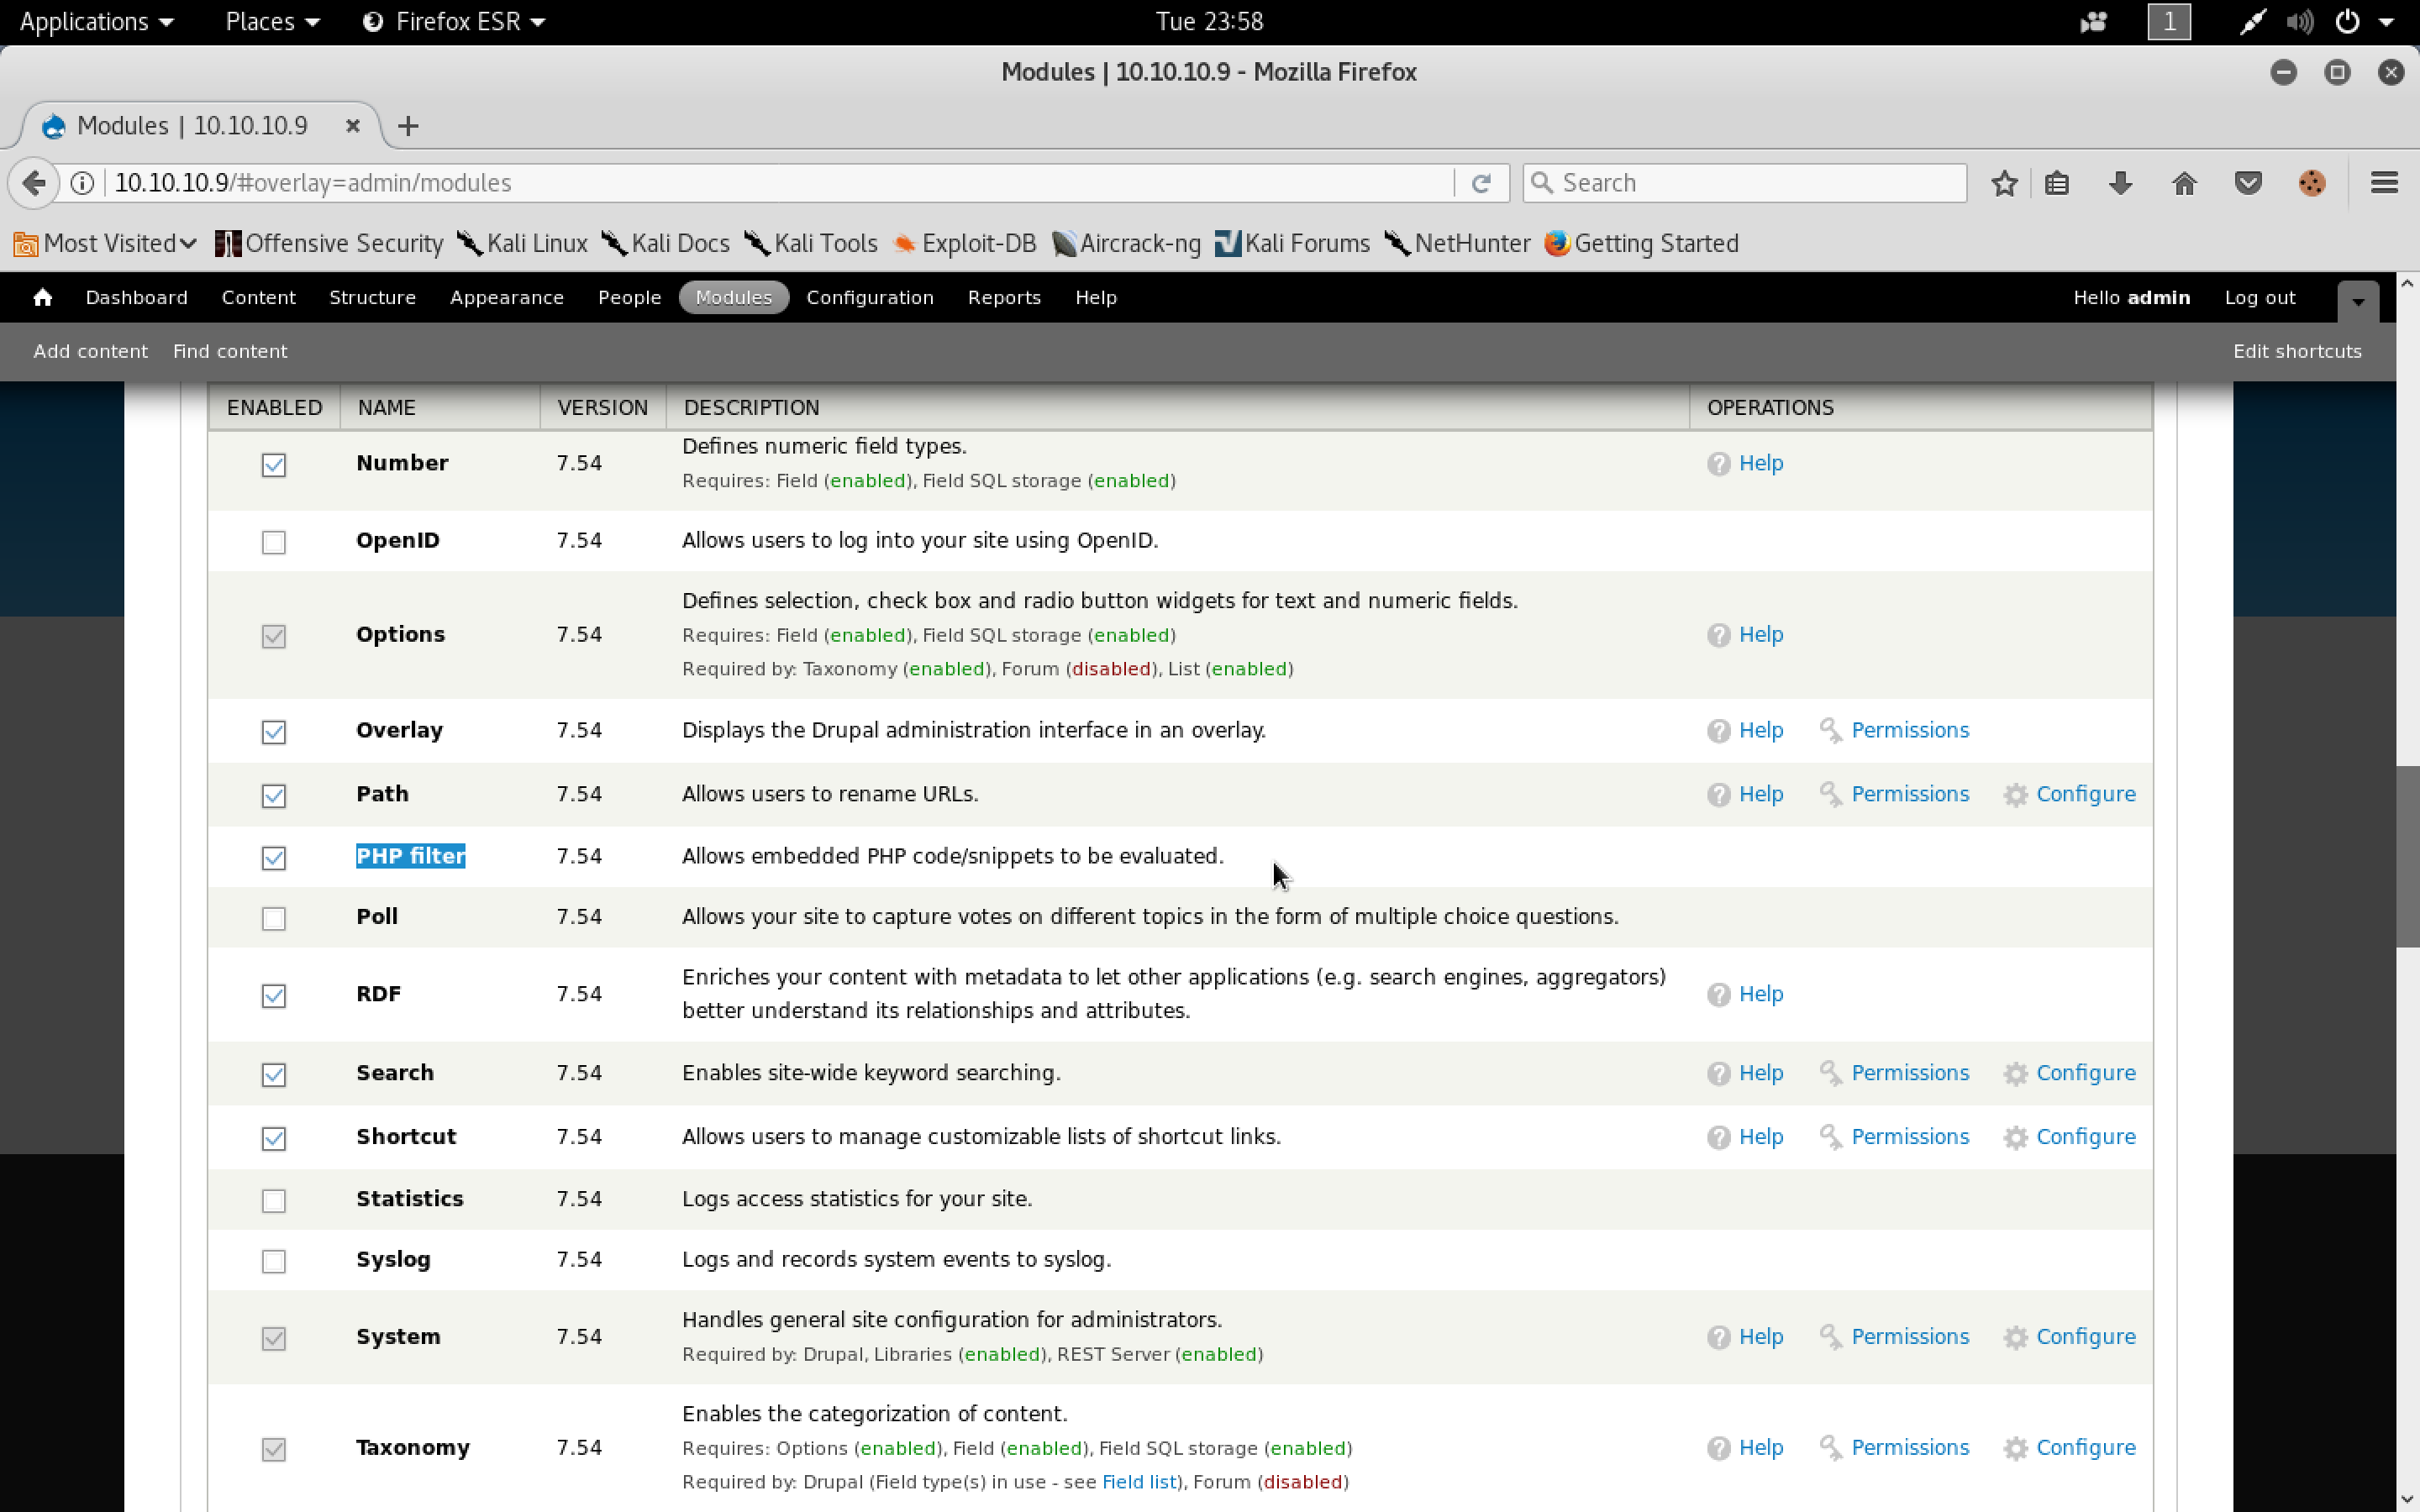 Applications Places Firefox ESR Tue 23:58 1
Modules | 10.10.10.9 - Mozilla Firefox
Modules | 10.10.10.9
10.10.10.9/#overlay=admin/modules Search
Most Visited Offensive Security Kali Linux Kali Docs Kali Tools Exploit-DB Aircrack-ng Kali Forums NetHunter Getting Started
Dashboard Content Structure Appearance People Modules Configuration Reports Help Hello admin Log out
Add content Find content Edit shortcuts
ENABLED NAME VERSION DESCRIPTION OPERATIONS
Defines numeric field types.
Number 7.54 Help
Requires: Field (enabled), Field SQL storage (enabled)
OpenID 7.54 Allows users to log into your site using OpenID.
Defines selection, check box and radio button widgets for text and numeric fields.
Options 7.54 Requires: Field (enabled), Field SQL storage (enabled) Help
Required by: Taxonomy (enabled), Forum (disabled), List (enabled)
Overlay 7.54 Displays the Drupal administration interface in an overlay. Help Permissions
Path 7.54 Allows users to rename URLs. Help Permissions Configure
PHP filter 7.54 Allows embedded PHP code/snippets to be evaluated.
Poll 7.54 Allows your site to capture votes on different topics in the form of multiple choice questions.
Enriches your content with metadata to let other applications (e.g. search engines, aggregators)
RDF 7.54 Help
better understand its relationships and attributes.
Search 7.54 Enables site-wide keyword searching. Help Permissions Configure
Shortcut 7.54 Allows users to manage customizable lists of shortcut links. Help Permissions Configure
Statistics 7.54 Logs access statistics for your site.
Syslog 7.54 Logs and records system events to syslog.
Handles general site configuration for administrators.
System 7.54 Help Permissions Configure
Required by: Drupal, Libraries (enabled), REST Server (enabled)
Enables the categorization of content.
Taxonomy 7.54 Requires: Options (enabled), Field (enabled), Field SQL storage (enabled) Help Permissions Configure
Required by: Drupal (Field type(s) in use - see Field list), Forum (disabled)